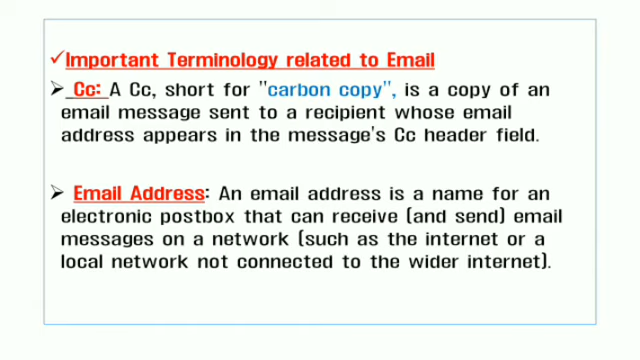 ✓Important Terminology related to Email
➢ Cc: A Cc, short for "carbon copy", is a copy of an
email message sent to a recipient whose email
address appears in the message's Cc header field.
➢ Email Address: An email address is a name for an
electronic postbox that can receive (and send) email
messages on a network (such as the internet or a
local network not connected to the wider internet).